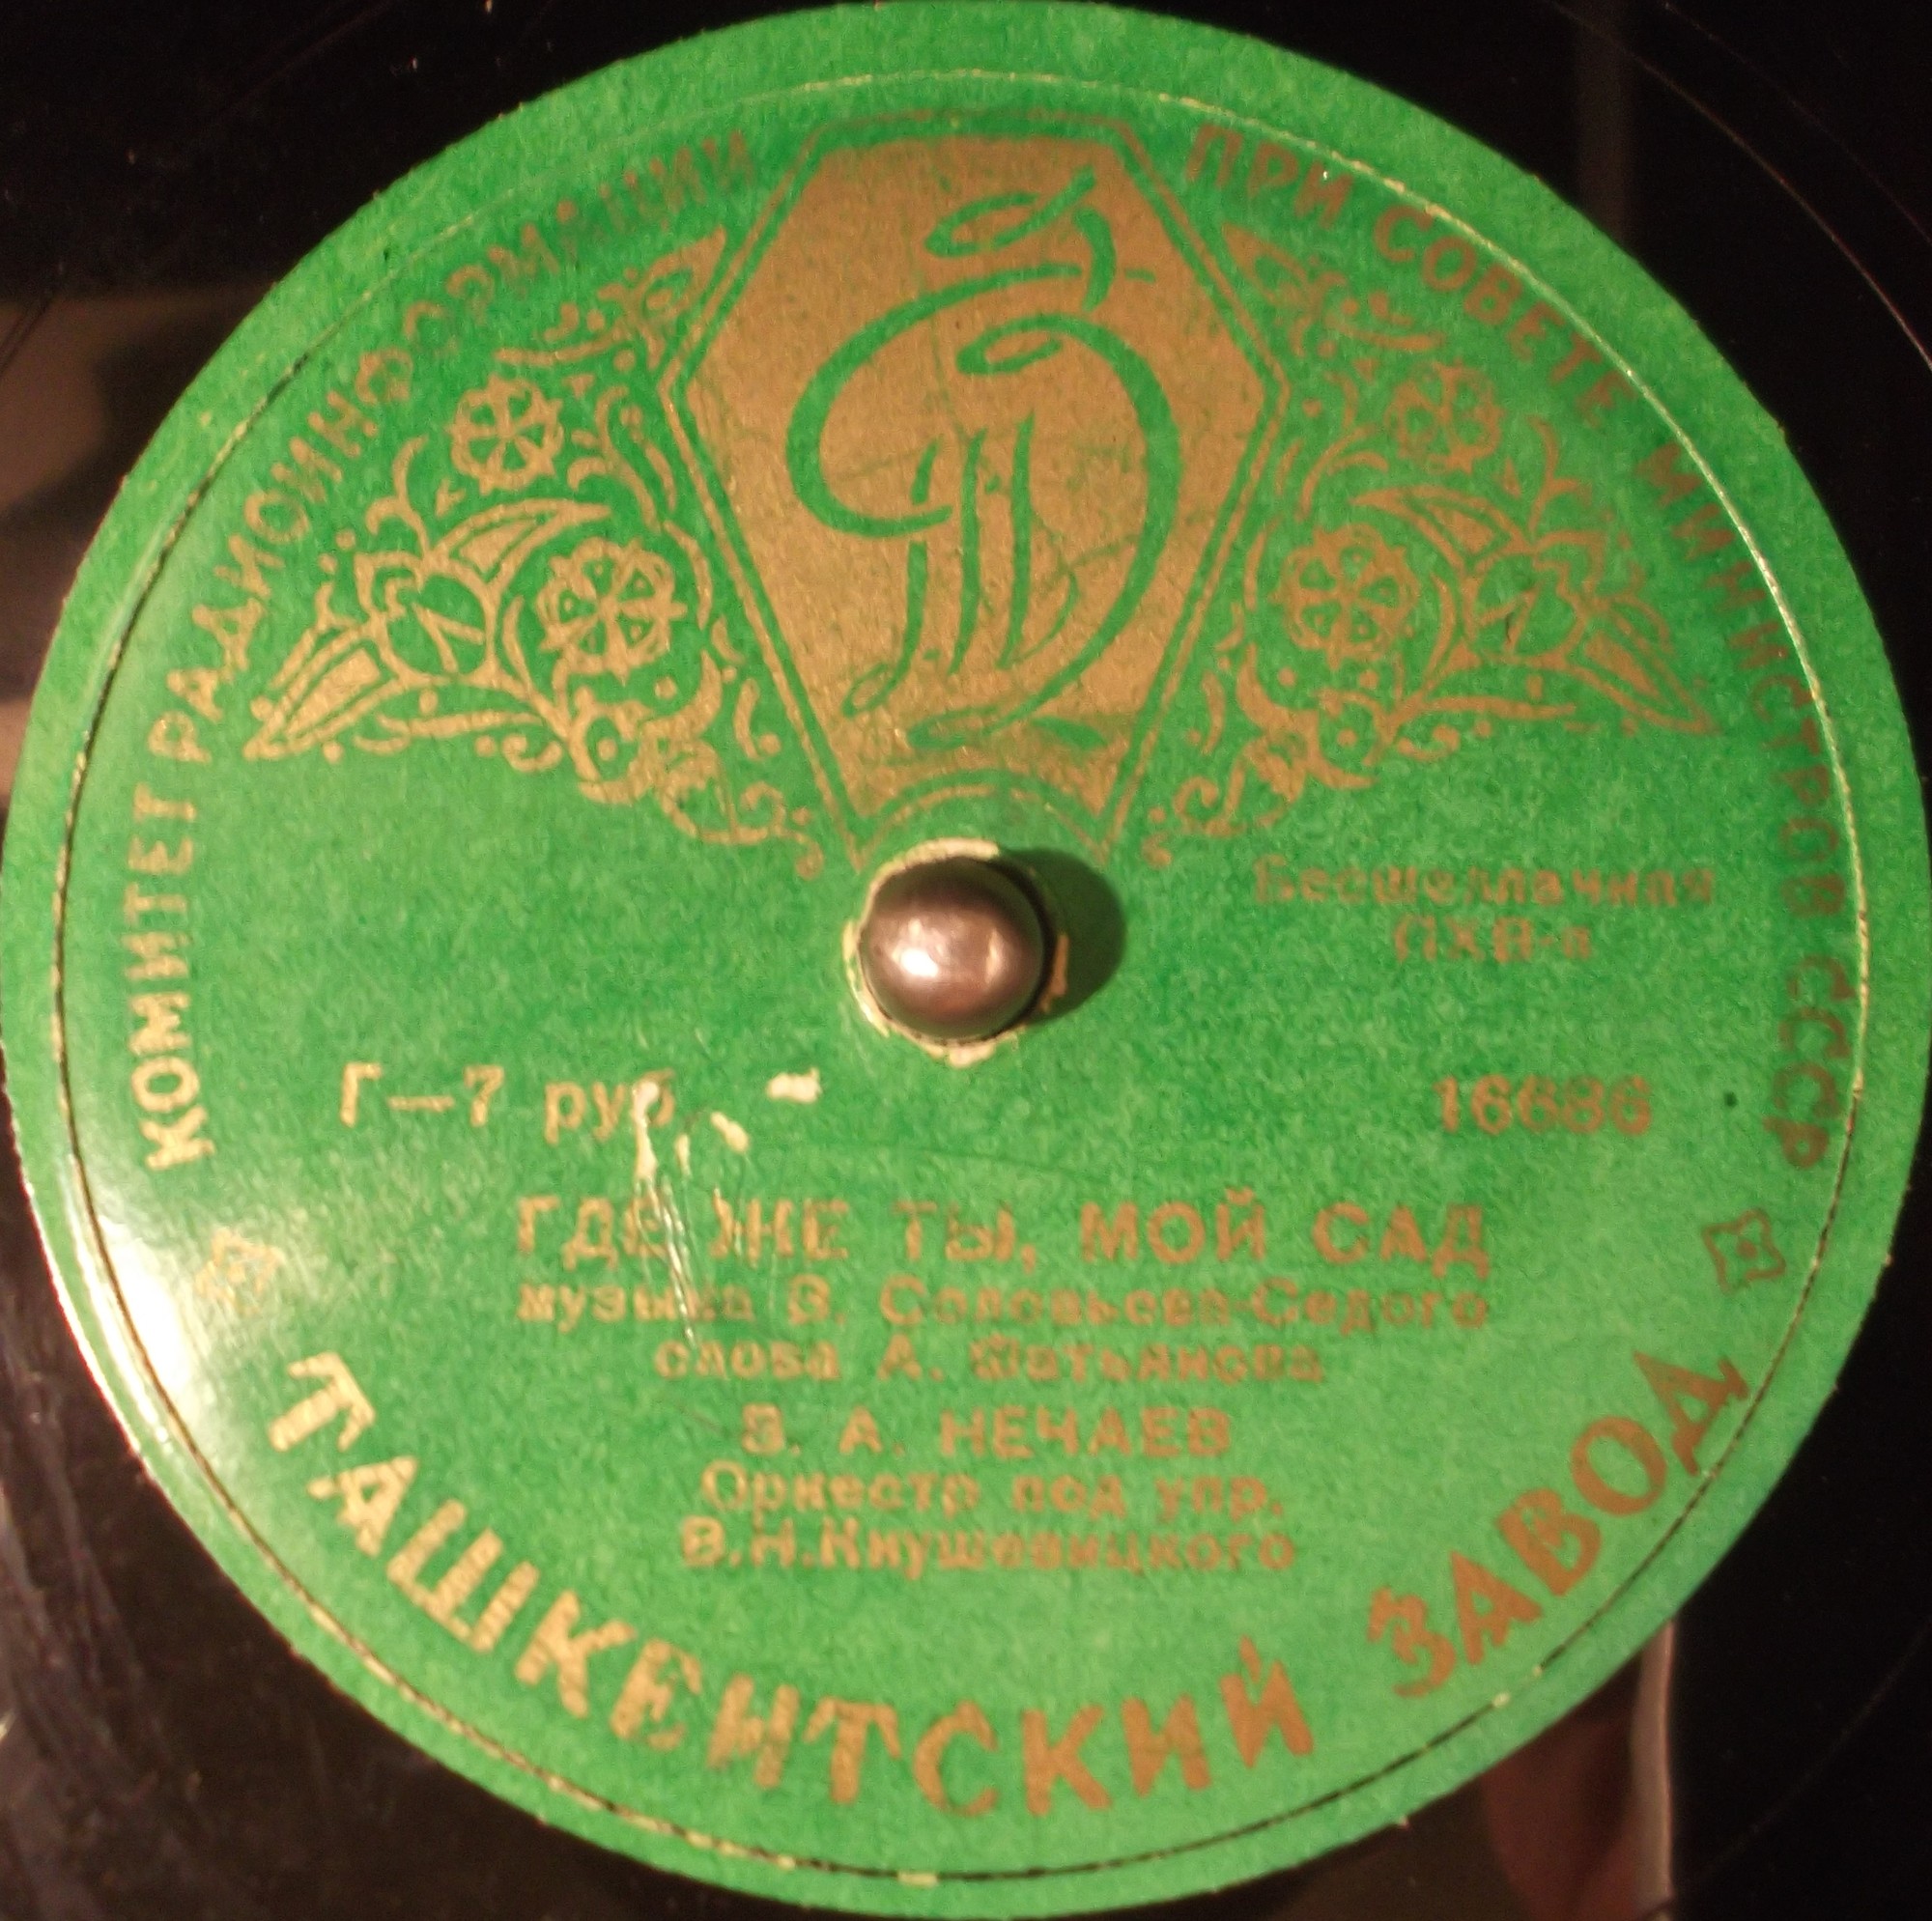 КОМИТЕТ РАДИОИНФОРМАЦИИ ПРИ СОВЕТЕ МИНИСТРОВ СССР
Бесшеллачная
ПХВ-п
Г—7 руб.
16686
ГДЕ ЖЕ ТЫ, МОЙ САД
музыка В. Соловьева-Седого
слова А. Фатьянова
В. А. НЕЧАЕВ
Оркестр под упр.
В.Н.Кнушевицкого
ТАШКЕНТСКИЙ ЗАВОД